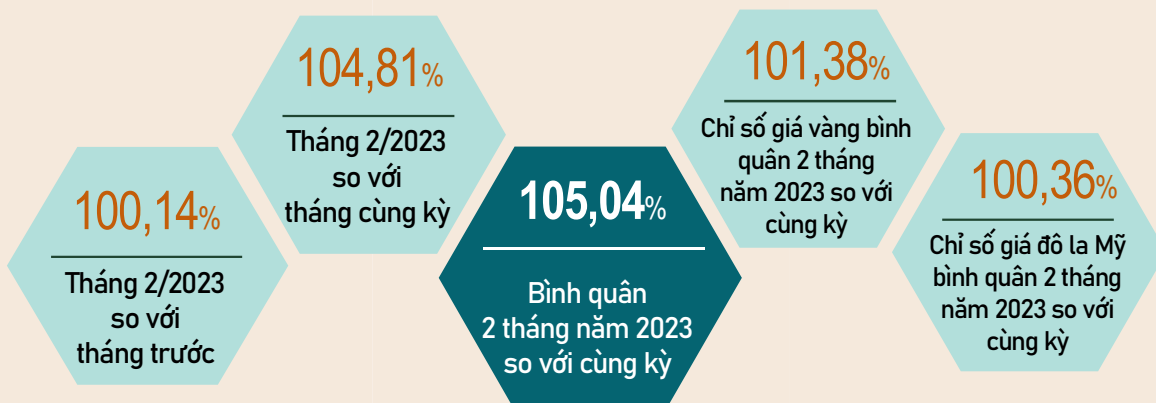 100,14%
Tháng 2/2023
so với
tháng trước
104,81%
Tháng 2/2023
so với
tháng cùng kỳ
105,04%
Bình quân
2 tháng năm 2023
so với cùng kỳ
101,38%
Chỉ số giá vàng bình
quân 2 tháng
năm 2023 so với
cùng kỳ
100,36%
Chỉ số giá đô la Mỹ
bình quân 2 tháng
năm 2023 so với
cùng kỳ